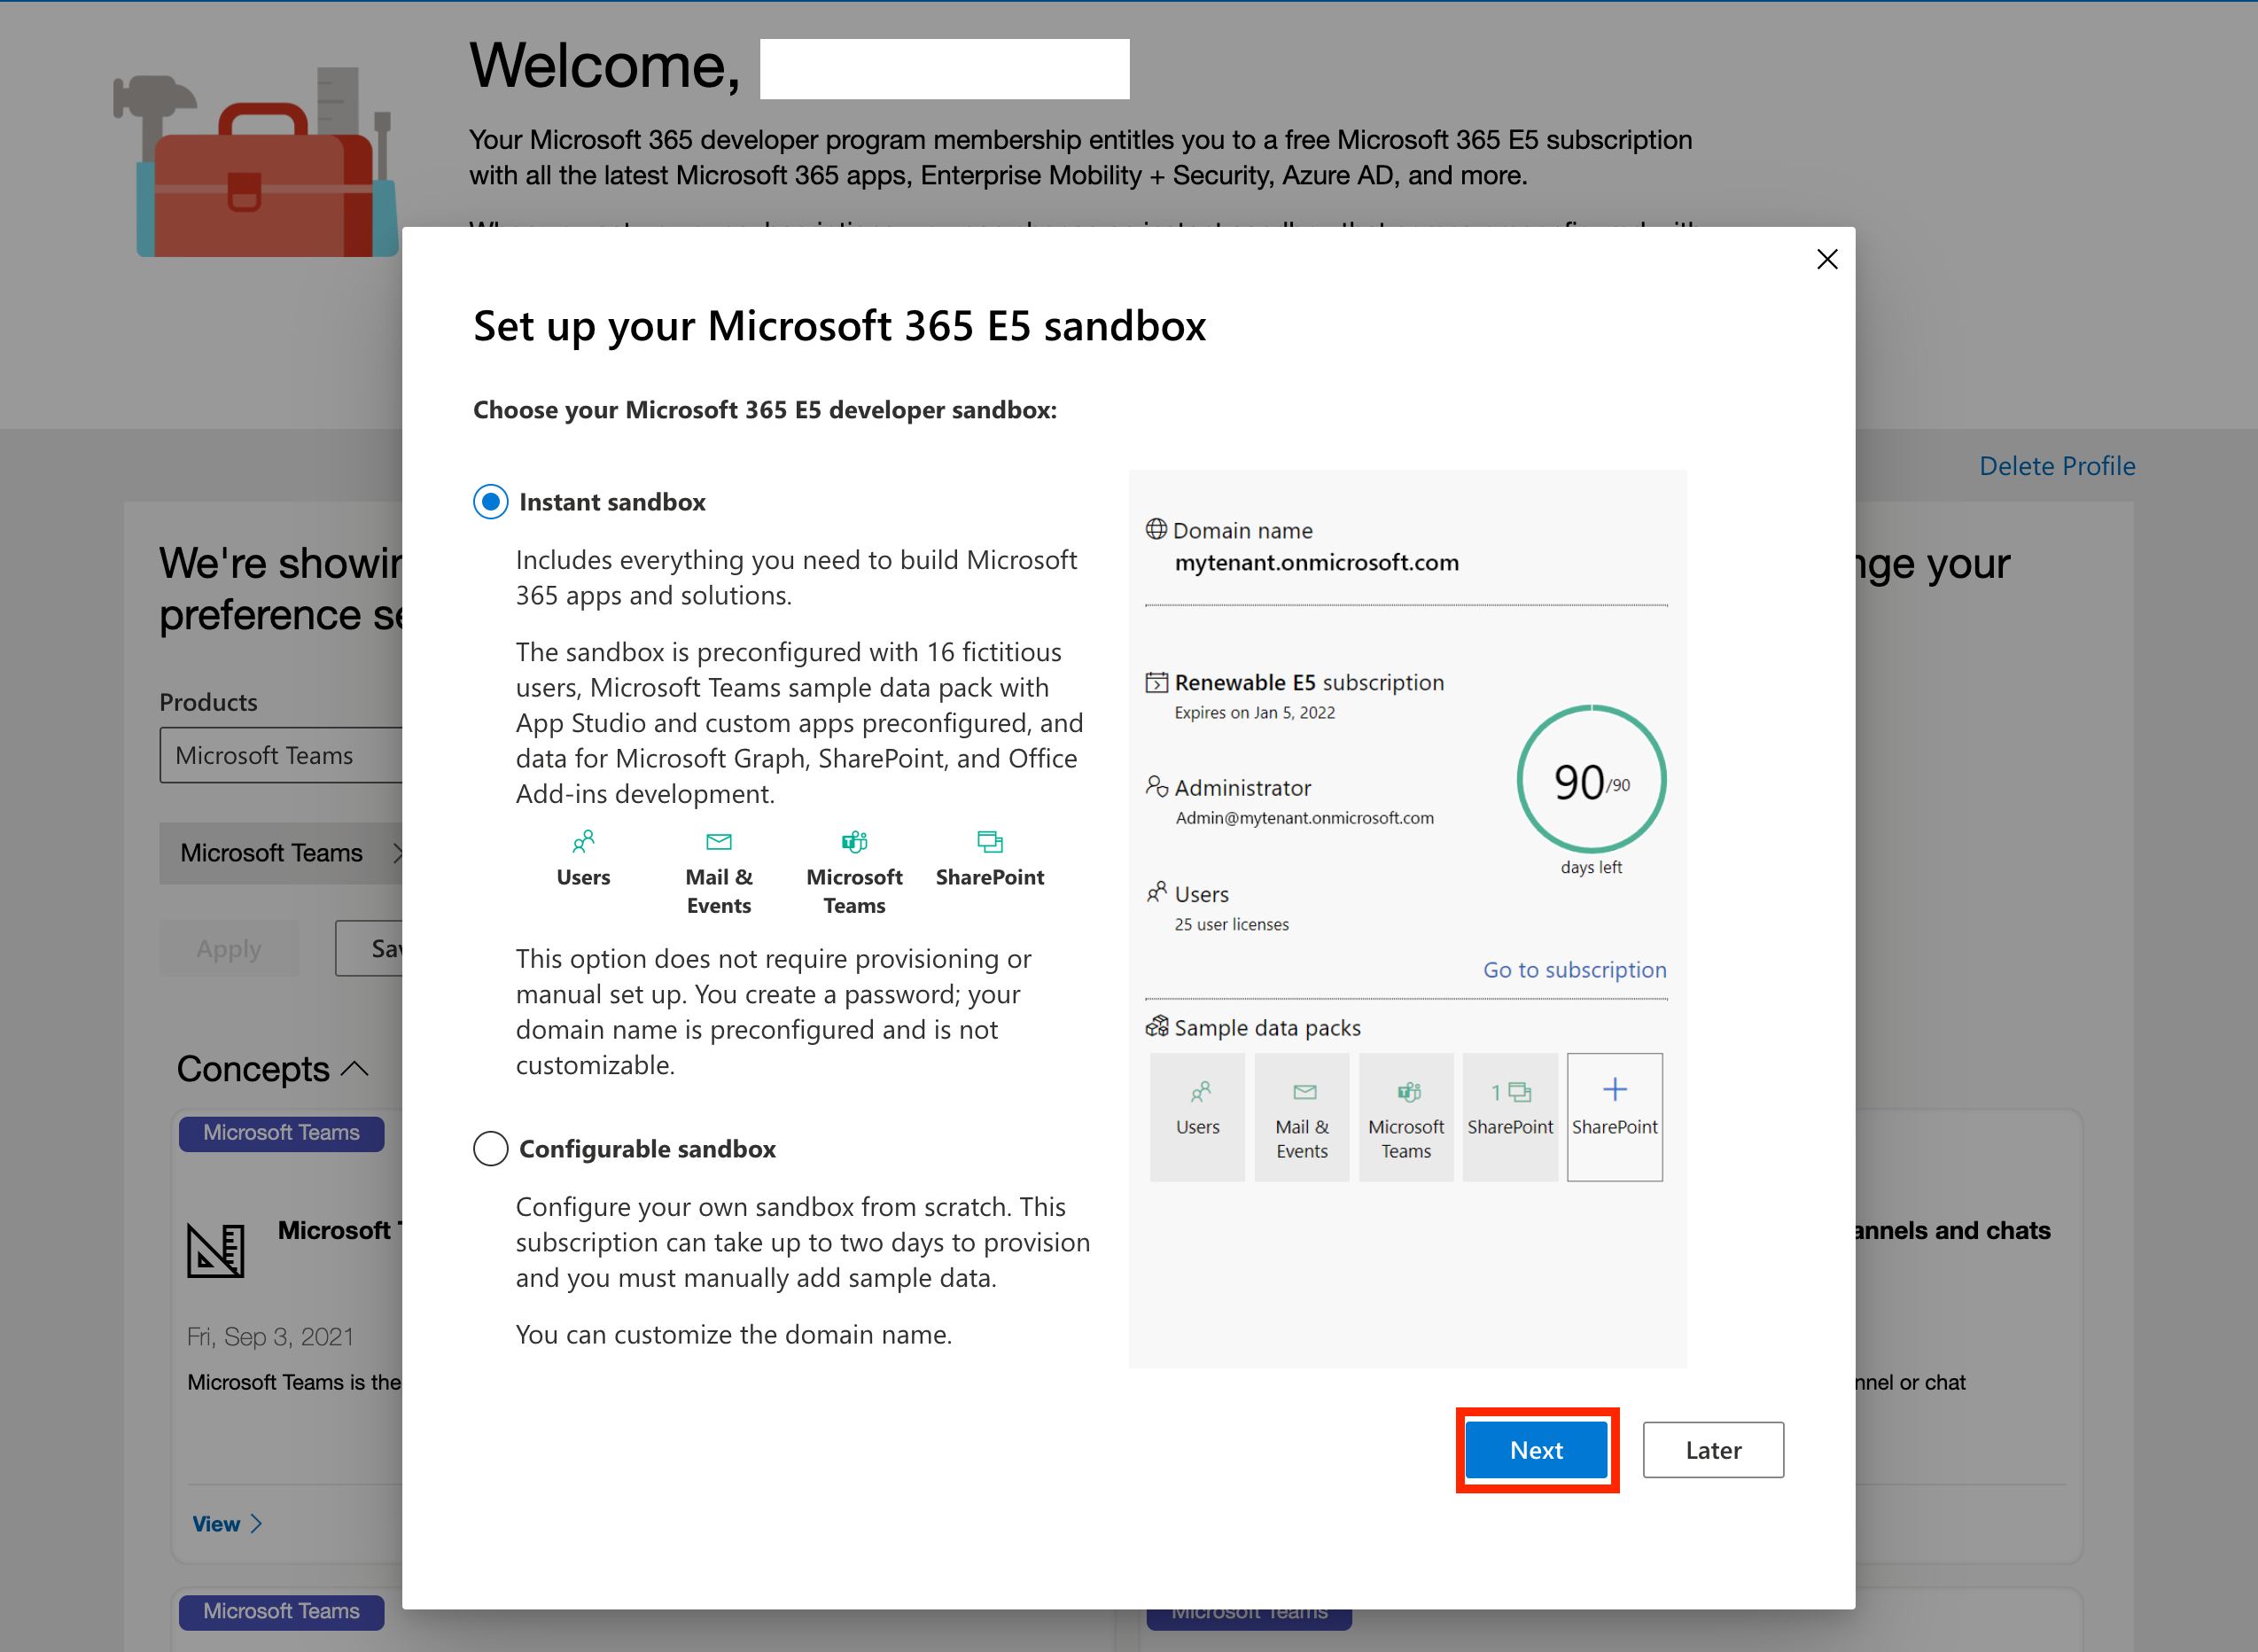 Welcome,
Your Microsoft 365 developer program membership entitles you to a free Microsoft 365 E5 subscription
with all the latest Microsoft 365 apps, Enterprise Mobility + Security, Azure AD, and more.
Set up your Microsoft 365 E5 sandbox
Choose your Microsoft 365 E5 developer sandbox:
Instant sandbox
Includes everything you need to build Microsoft
365 apps and solutions.
The sandbox is preconfigured with 16 fictitious
users, Microsoft Teams sample data pack with
App Studio and custom apps preconfigured, and
data for Microsoft Graph, SharePoint, and Office
Add-ins development.
Users
Mail &
Events
Microsoft
Teams
SharePoint
This option does not require provisioning or
manual set up. You create a password; your
domain name is preconfigured and is not
customizable.
Configurable sandbox
Configure your own sandbox from scratch. This
subscription can take up to two days to provision
and you must manually add sample data.
You can customize the domain name.
Domain name
mytenant.onmicrosoft.com
Renewable E5 subscription
Expires on Jan 5, 2022
Administrator
Admin@mytenant.onmicrosoft.com
90/90
days left
Users
25 user licenses
Go to subscription
Sample data packs
Users
Mail &
Events
Microsoft
Teams
1
SharePoint
SharePoint
Next
Later
Delete Profile
We're showin
nge your
preference se
Products
Microsoft Teams
Microsoft Teams
Apply
Sav
Concepts
Microsoft Teams
Microsoft T
annels and chats
Fri, Sep 3, 2021
Microsoft Teams is the
nnel or chat
View
Microsoft Teams
Microsoft Teams